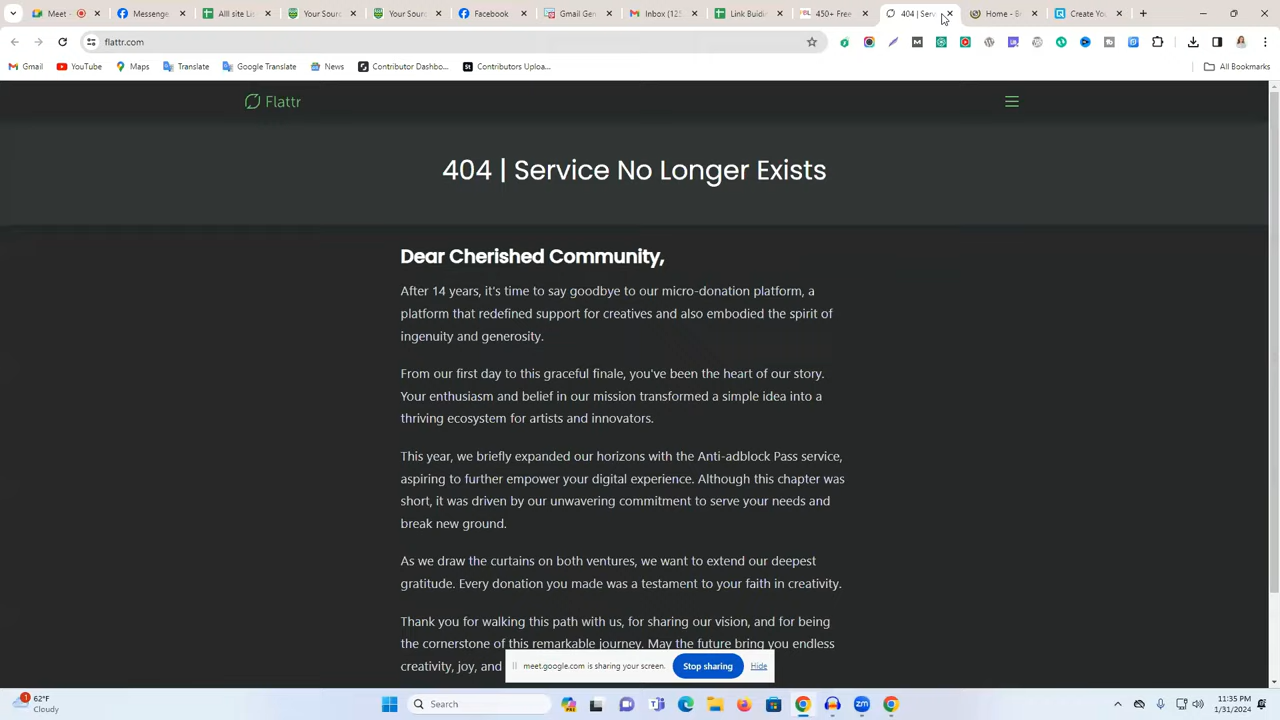 Meet –
Messenge
Alll site Li
Your Sourc
Your Sourc
Facebook
Gmail Gen
Inbox (12
Link Buidin
450+ Free
404 | Serv
Home - B
Create You
flattr.com
Gmail
YouTube
Maps
Translate
Google Translate
News
Contributor Dashbo...
Contributors Uploa...
All Bookmarks
Flattr
404 | Service No Longer Exists
Dear Cherished Community,
After 14 years, it's time to say goodbye to our micro-donation platform, a
platform that redefined support for creatives and also embodied the spirit of
ingenuity and generosity.
From our first day to this graceful finale, you've been the heart of our story.
Your enthusiasm and belief in our mission transformed a simple idea into a
thriving ecosystem for artists and innovators.
This year, we briefly expanded our horizons with the Anti-adblock Pass service,
aspiring to further empower your digital experience. Although this chapter was
short, it was driven by our unwavering commitment to serve your needs and
break new ground.
As we draw the curtains on both ventures, we want to extend our deepest
gratitude. Every donation you made was a testament to your faith in creativity.
Thank you for walking this path with us, for sharing our vision, and for being
the cornerstone of this remarkable journey. May the future bring you endless
creativity, joy, and
meet.google.com is sharing your screen.
Stop sharing
Hide
62°F
Cloudy
Search
11:35 PM
1/31/2024